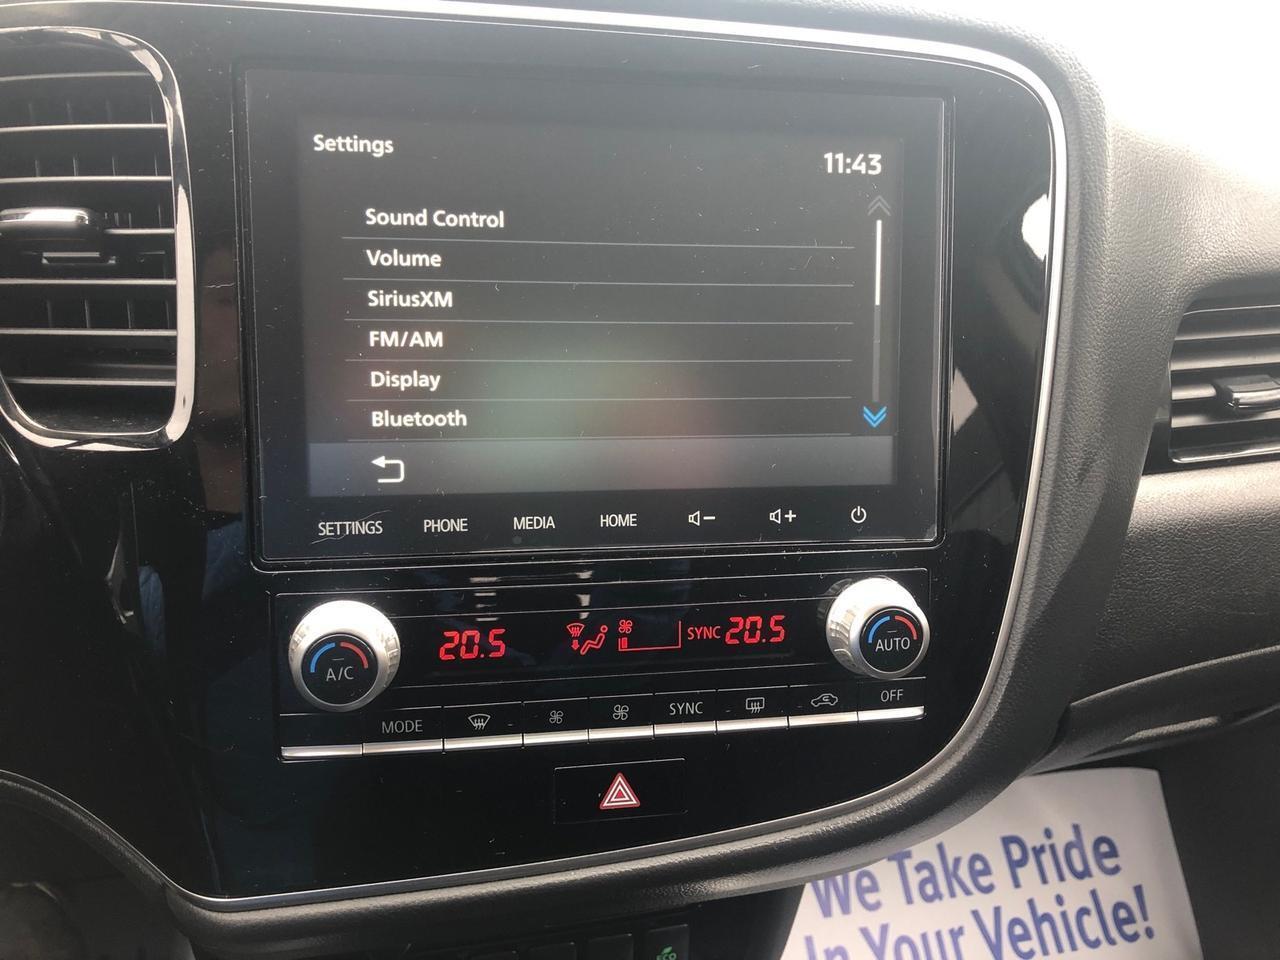 Settings
11:43
Sound Control
Volume
SiriusXM
FM/AM
Display
Bluetooth
SETTINGS PHONE MEDIA HOME
20.5 SYNC 20.5
A/C
AUTO
MODE SYNC OFF
We Take Pride
In Your Vehicle!
ECO